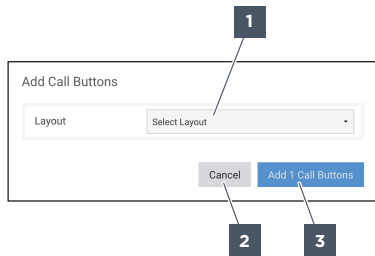 1
Add Call Buttons
Layout Select Layout
Cancel Add 1 Call Buttons
2 3